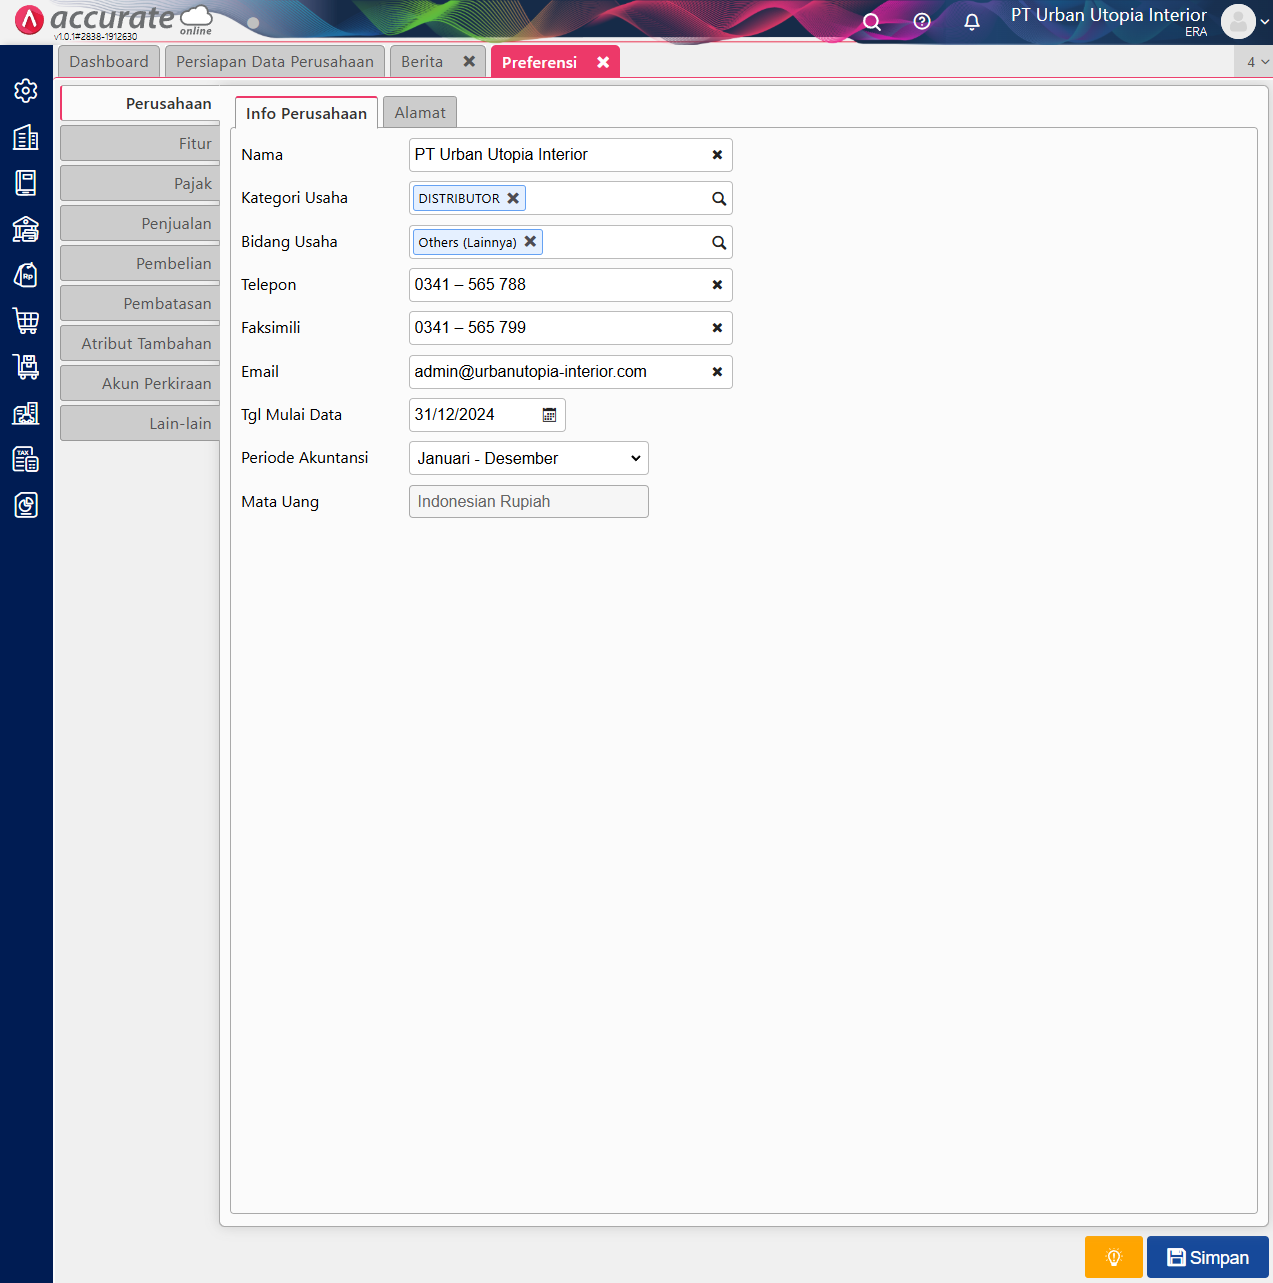 accurate
online
v1.0.1#2838-1912630
PT Urban Utopia Interior
ERA
Dashboard
Persiapan Data Perusahaan
Berita
Preferensi
4
Perusahaan
Fitur
Pajak
Penjualan
Pembelian
Pembatasan
Atribut Tambahan
Akun Perkiraan
Lain-lain
Info Perusahaan
Alamat
Nama
PT Urban Utopia Interior
Kategori Usaha
DISTRIBUTOR
Bidang Usaha
Others (Lainnya)
Telepon
0341 – 565 788
Faksimili
0341 – 565 799
Email
admin@urbanutopia-interior.com
Tgl Mulai Data
31/12/2024
Periode Akuntansi
Januari - Desember
Mata Uang
Indonesian Rupiah
Rp
TAX
Simpan